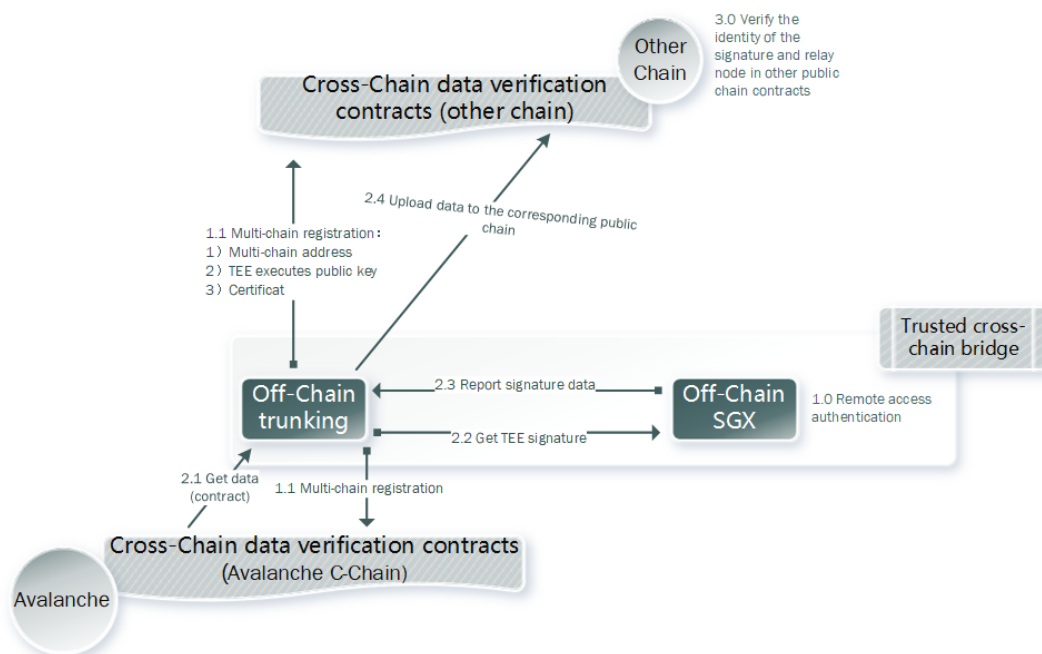 3.0 Verify the
identity of the
signature and relay
node in other public
chain contracts
Other
Chain
Cross-Chain data verification
contracts (other chain)
2.4 Upload data to the corresponding public
chain
1.1 Multi-chain registration：
1）Multi-chain address
2）TEE executes public key
3）Certificat
Trusted cross-
chain bridge
Off-Chain
trunking
2.3 Report signature data
2.2 Get TEE signature
Off-Chain
SGX
1.0 Remote access
authentication
2.1 Get data
(contract)
1.1 Multi-chain registration
Cross-Chain data verification contracts
(Avalanche C-Chain)
Avalanche